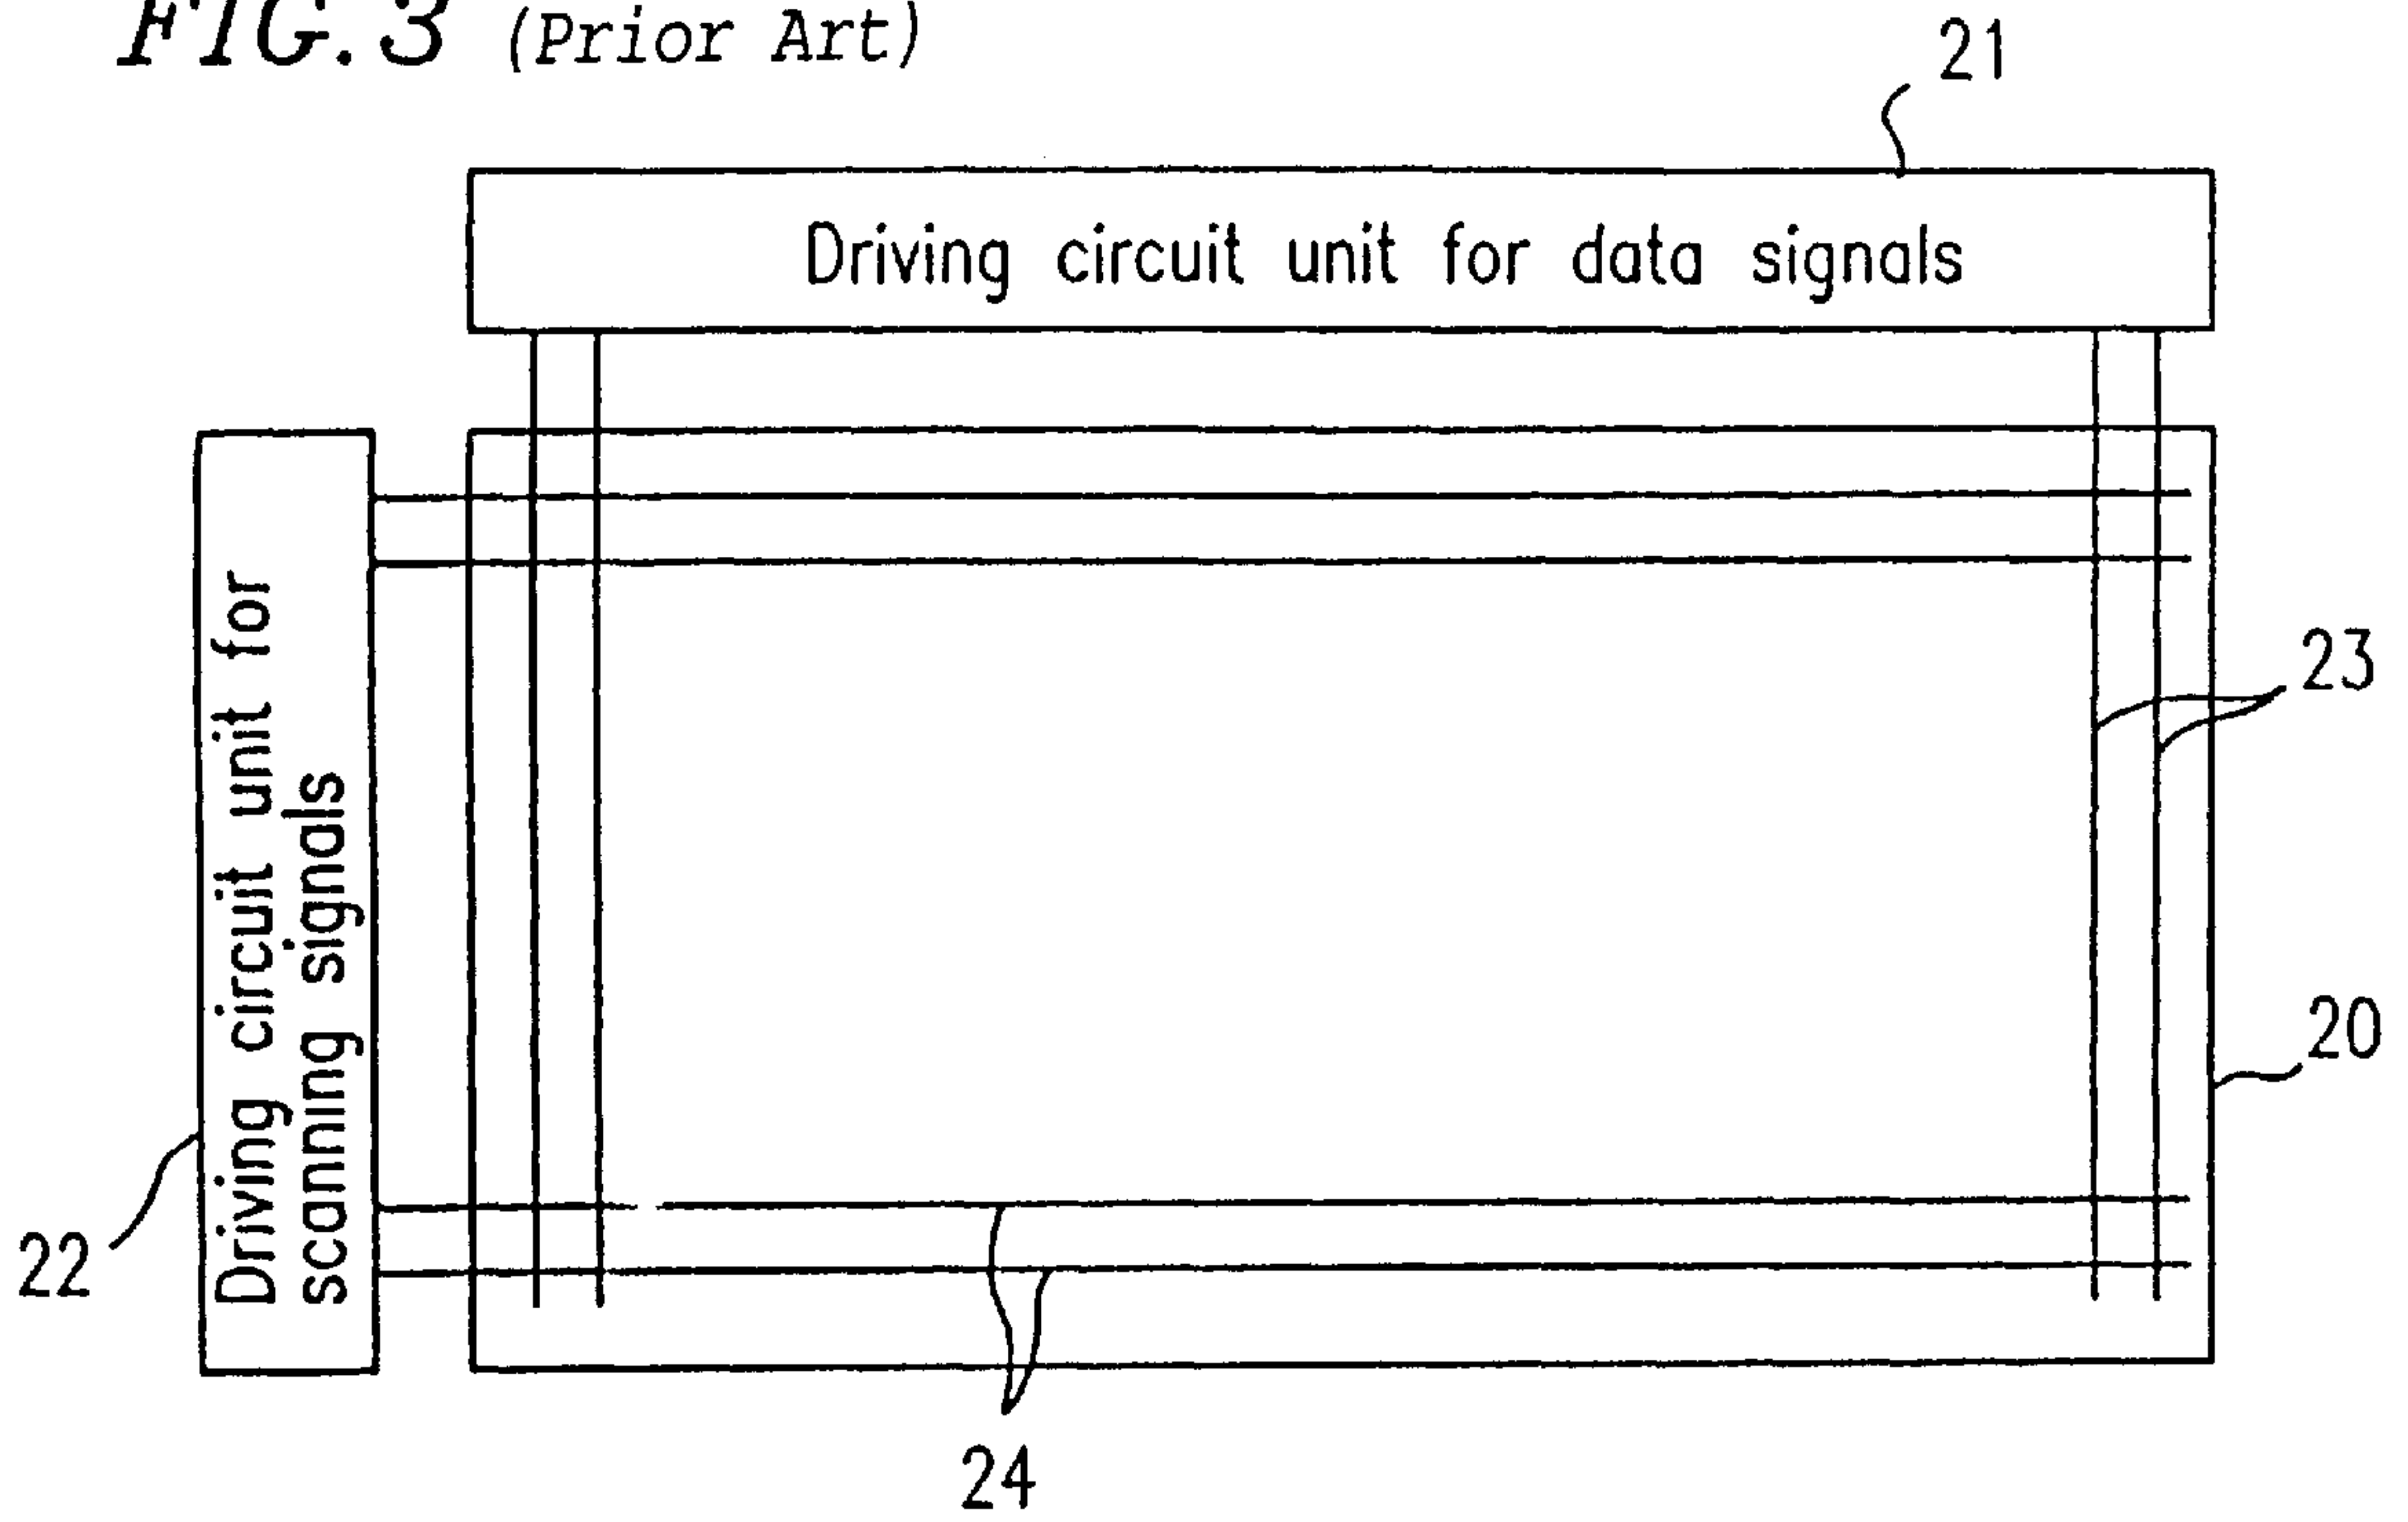 FIG. 3 (Prior Art)
21
Driving circuit unit for data signals
Driving circuit unit for
scanning signals
23
20
22
24